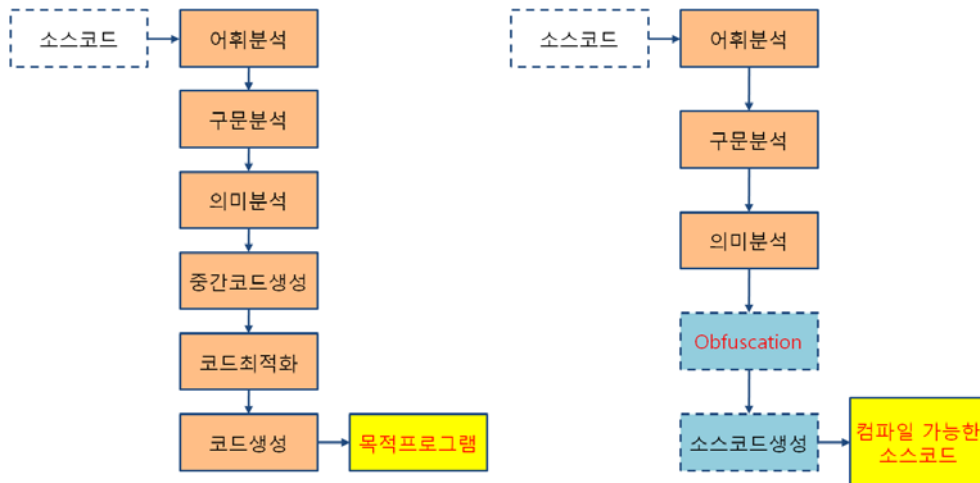 소스코드
어휘분석
구문분석
의미분석
중간코드생성
코드최적화
코드생성
목적프로그램
소스코드
어휘분석
구문분석
의미분석
Obfuscation
소스코드생성
컴파일 가능한
소스코드